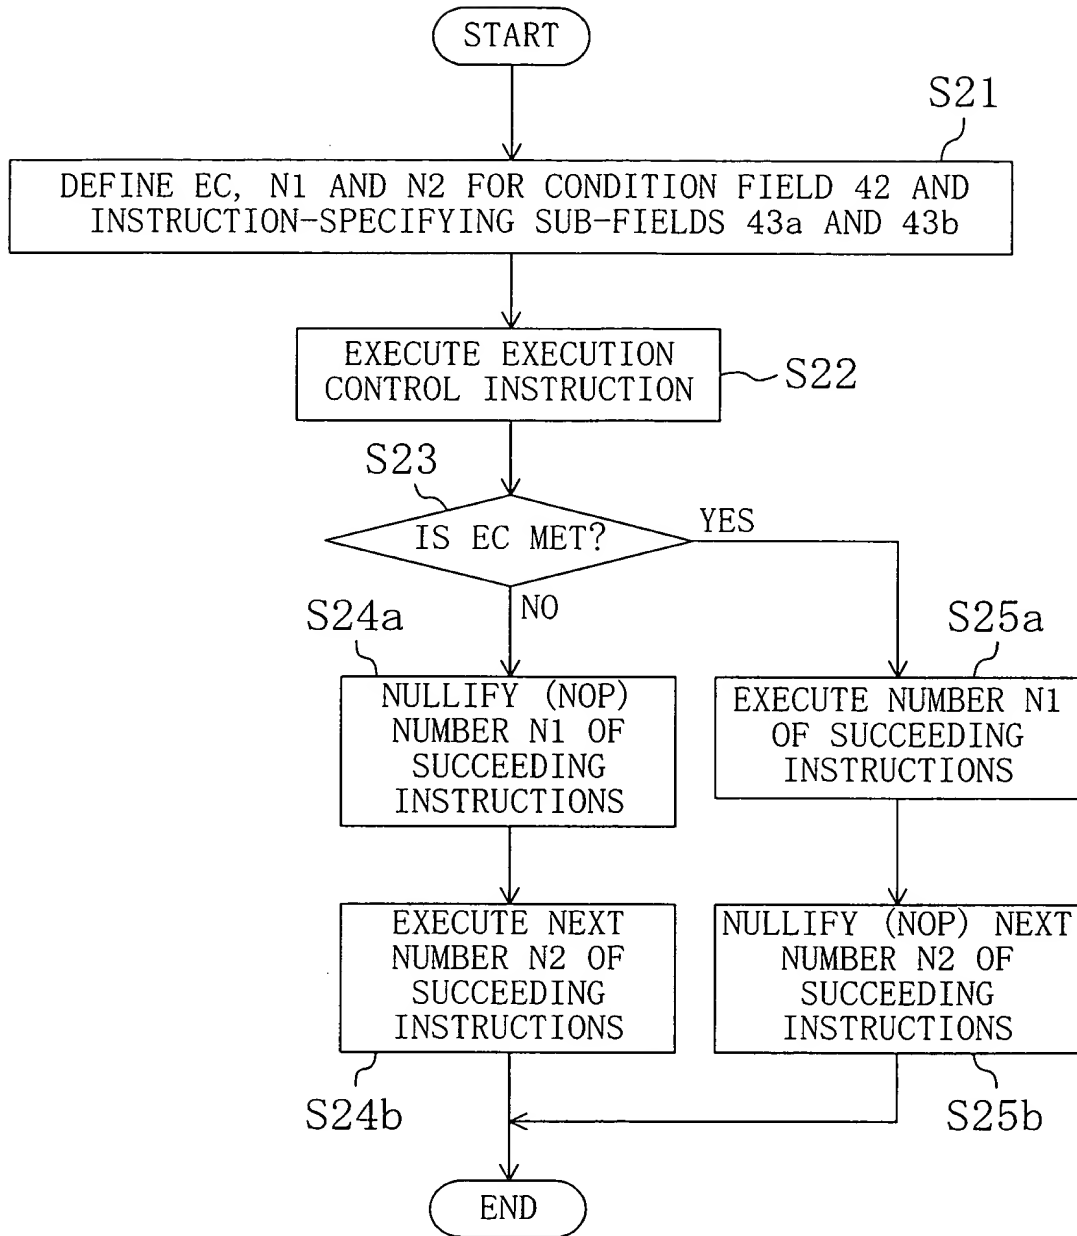 START
S21
DEFINE EC, N1 AND N2 FOR CONDITION FIELD 42 AND
INSTRUCTION-SPECIFYING SUB-FIELDS 43a AND 43b
EXECUTE EXECUTION
CONTROL INSTRUCTION
S22
S23
IS EC MET?
YES
NO
S24a
NULLIFY (NOP)
NUMBER N1 OF
SUCCEEDING
INSTRUCTIONS
S25a
EXECUTE NUMBER N1
OF SUCCEEDING
INSTRUCTIONS
EXECUTE NEXT
NUMBER N2 OF
SUCCEEDING
INSTRUCTIONS
S24b
NULLIFY (NOP) NEXT
NUMBER N2 OF
SUCCEEDING
INSTRUCTIONS
S25b
END